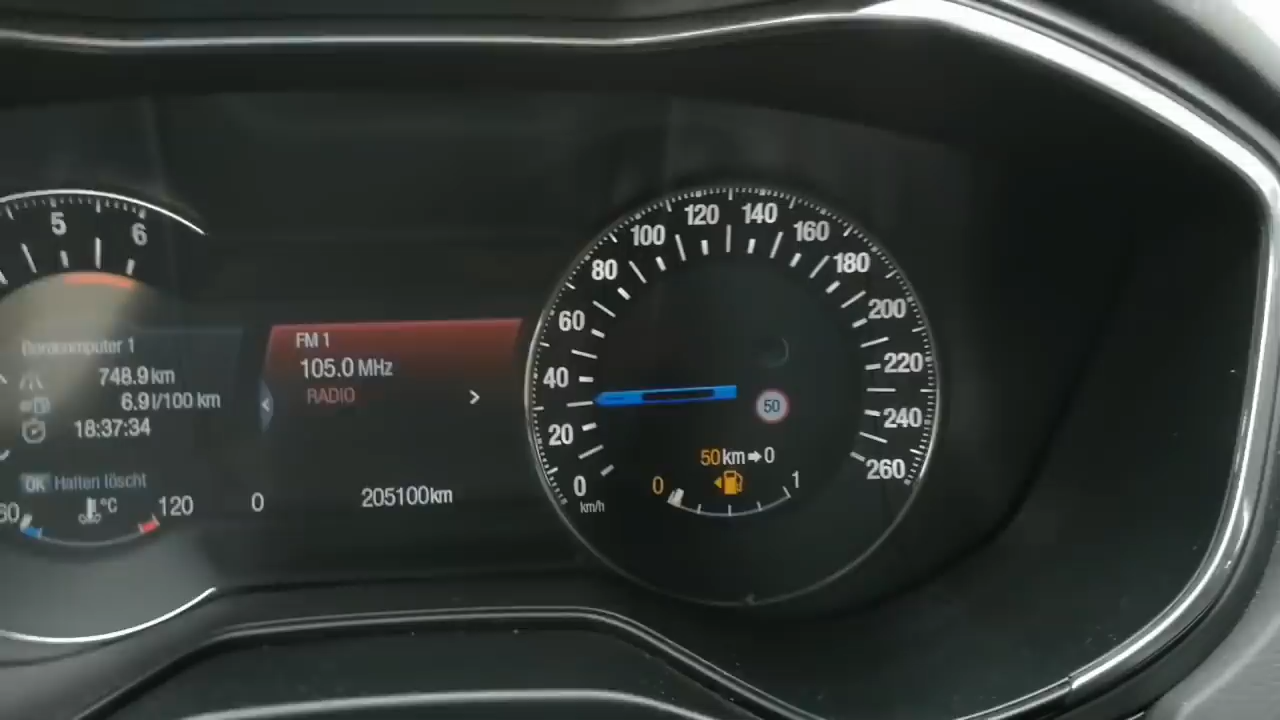 5
6
Bordcomputer 1
748.9 km
6.9 l/100 km
18:37:34
OK Halten löscht
60 °C 120
FM 1
105.0 MHz
RADIO
0
205100km
0
20
40
60
80
100
120
140
160
180
200
220
240
260
km/h
50
50km➡0
0 1